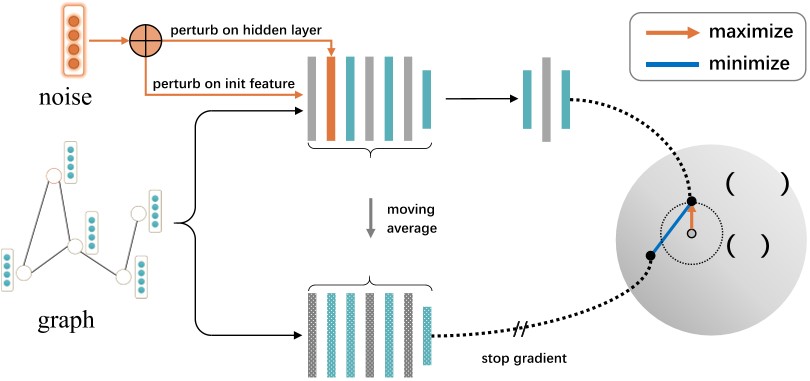 perturb on hidden layer
perturb on init feature
noise
maximize
minimize
( )
( )
moving
average
graph
stop gradient